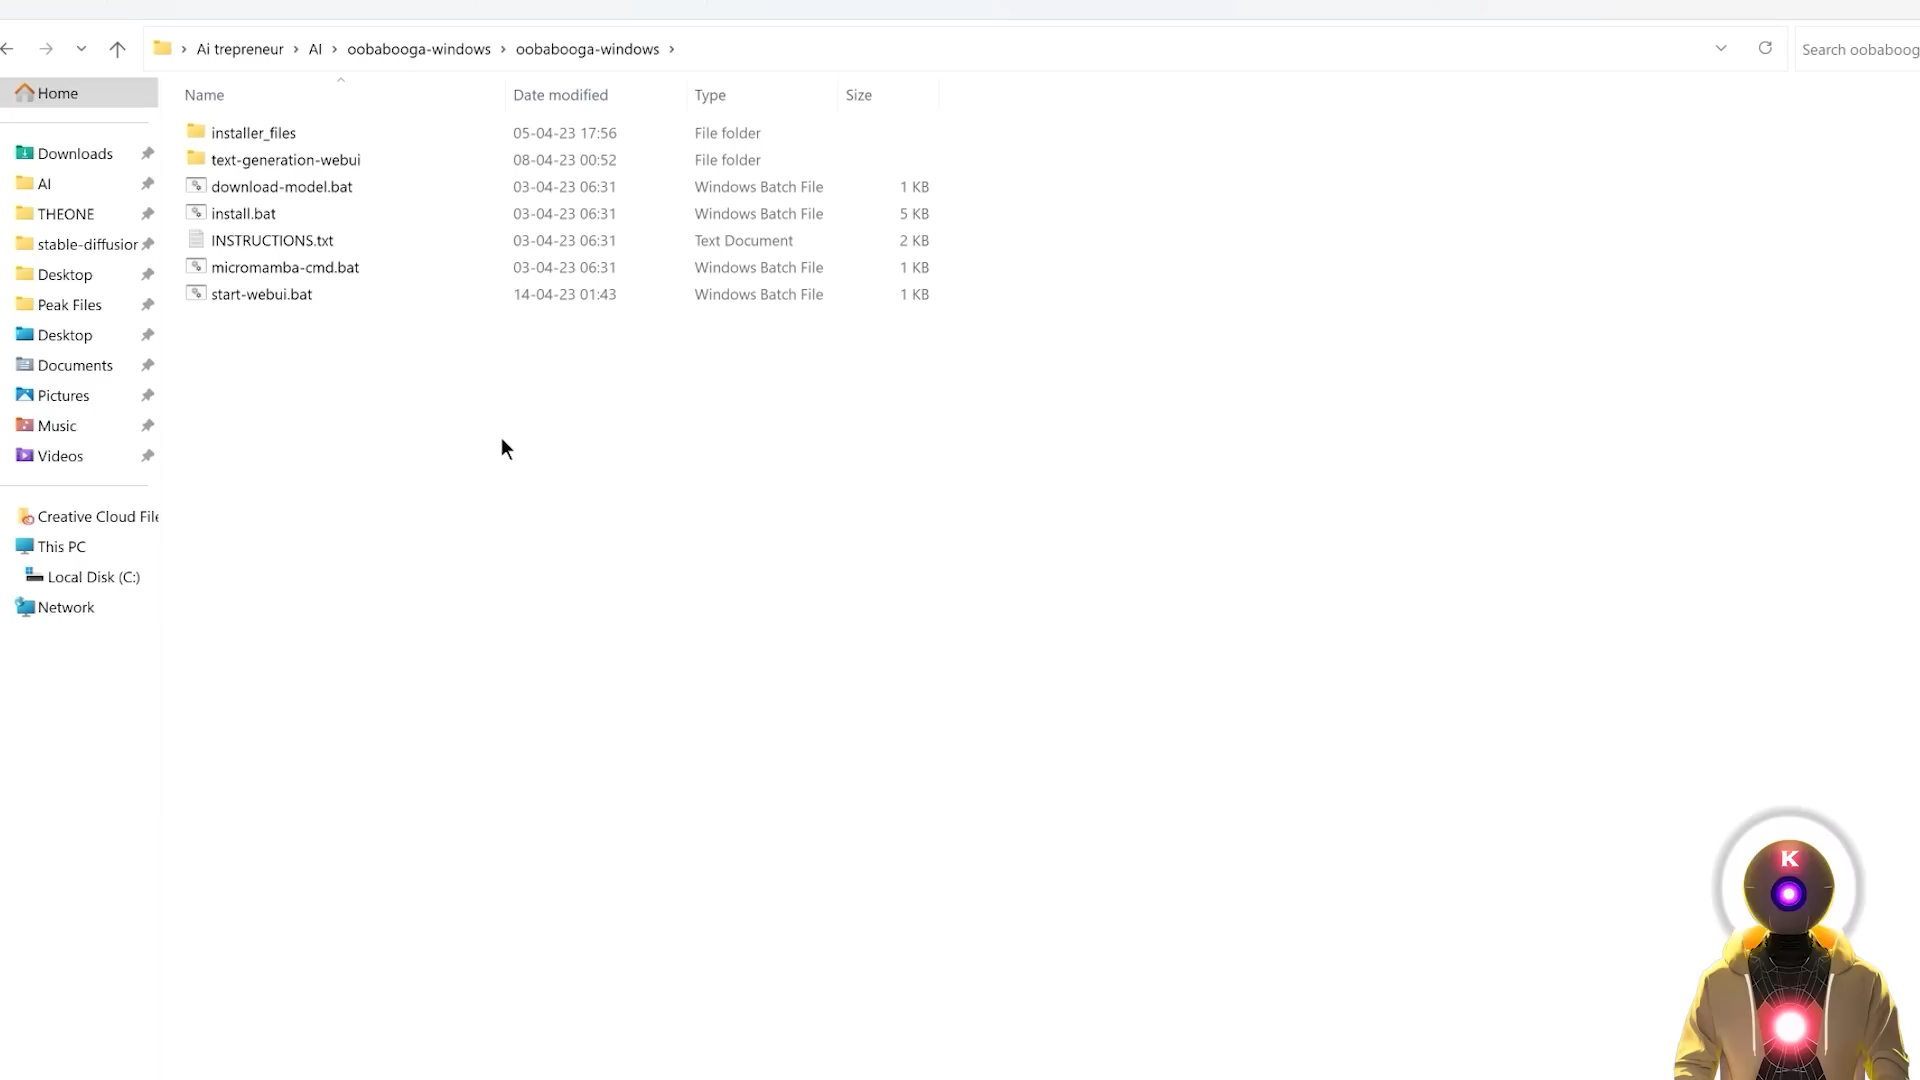 Ai trepreneur > AI > oobabooga-windows > oobabooga-windows >
Search oobaboog
Home
Name Date modified Type Size
installer_files 05-04-23 17:56 File folder
text-generation-webui 08-04-23 00:52 File folder
download-model.bat 03-04-23 06:31 Windows Batch File 1 KB
install.bat 03-04-23 06:31 Windows Batch File 5 KB
INSTRUCTIONS.txt 03-04-23 06:31 Text Document 2 KB
micromamba-cmd.bat 03-04-23 06:31 Windows Batch File 1 KB
start-webui.bat 14-04-23 01:43 Windows Batch File 1 KB
Downloads
AI
THEONE
stable-diffusior
Desktop
Peak Files
Desktop
Documents
Pictures
Music
Videos
Creative Cloud File
This PC
Local Disk (C:)
Network
K